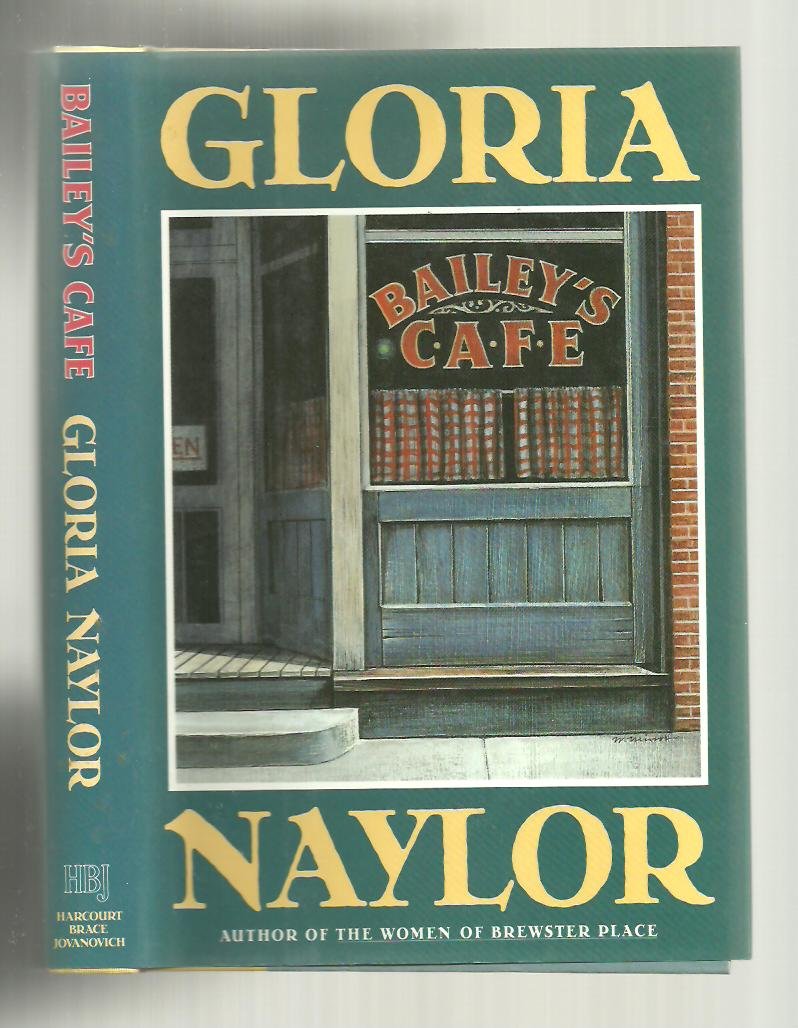 BAILEY'S CAFE GLORIA NAYLOR
HBJ
HARCOURT
BRACE
JOVANOVICH
GLORIA
BAILEY'S
C·A·F·E
EN
NAYLOR
AUTHOR OF THE WOMEN OF BREWSTER PLACE